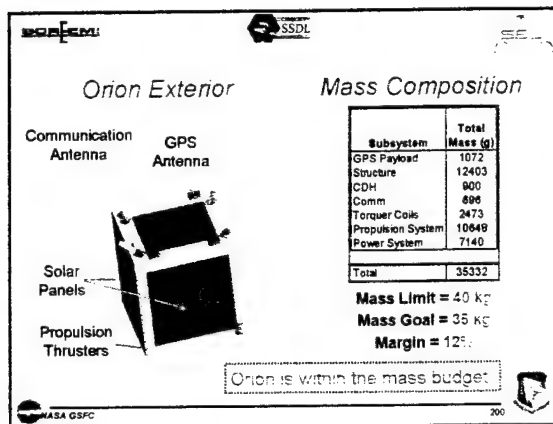 SSDL
Orion Exterior
Mass Composition
Communication Antenna
GPS Antenna
Subsystem Total Mass (g)
GPS Payload 1072
Structure 12403
CDH 900
Comm 696
Torquer Coils 2473
Propulsion System 10648
Power System 7140
Total 35332
Solar Panels
Propulsion Thrusters
Mass Limit = 40 kg
Mass Goal = 35 kg
Margin = 12%
Orion is within the mass budget
NASA GSFC
200